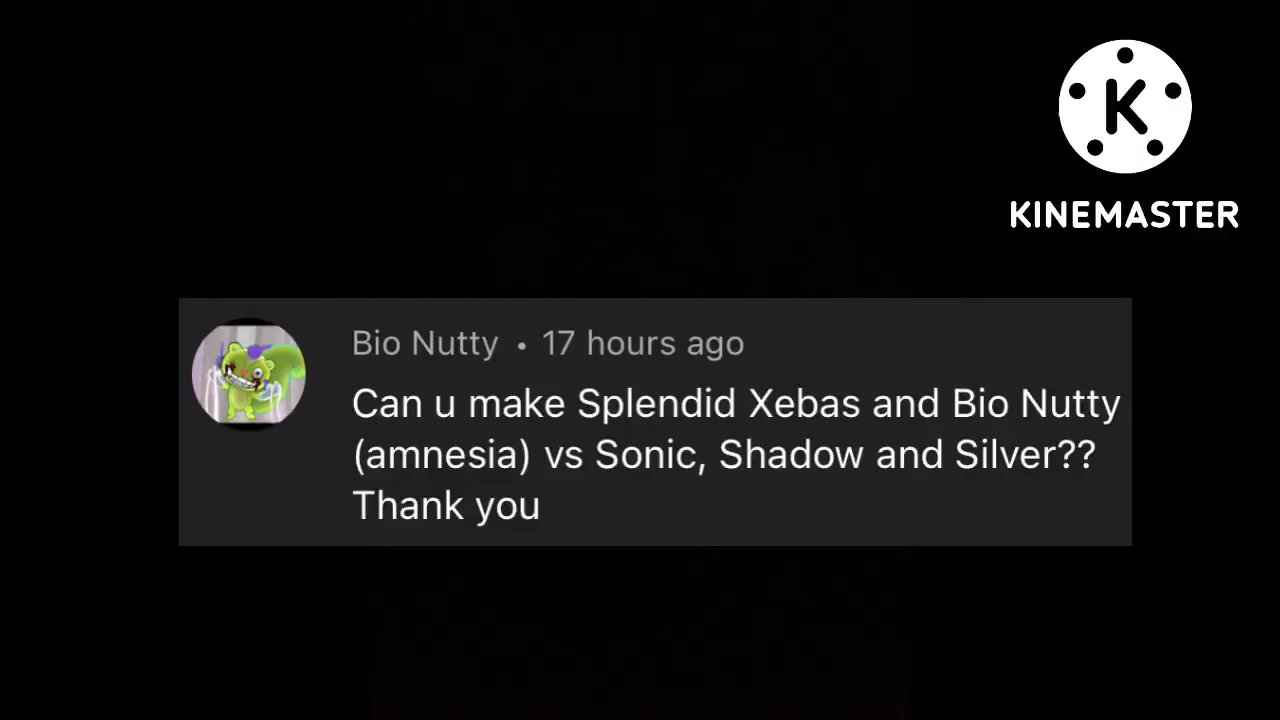 K
KINEMASTER
Bio Nutty • 17 hours ago
Can u make Splendid Xebas and Bio Nutty
(amnesia) vs Sonic, Shadow and Silver??
Thank you